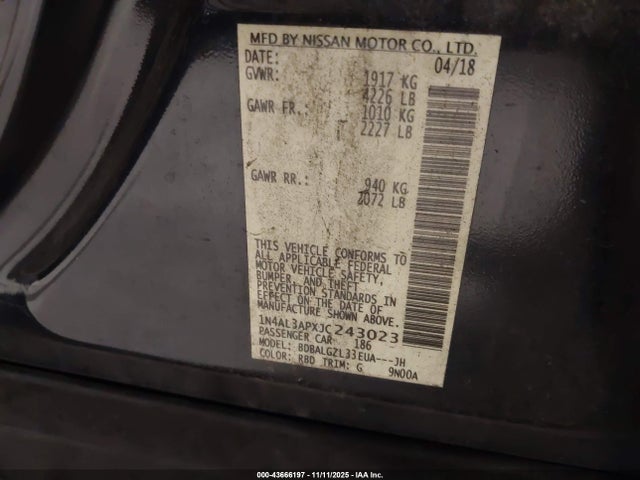 MFD BY NISSAN MOTOR CO., LTD.
DATE: 04/18
GVWR: 1917 KG
4226 LB
GAWR FR.: 1010 KG
2227 LB
GAWR RR.: 940 KG
2072 LB
THIS VEHICLE CONFORMS TO
ALL APPLICABLE FEDERAL
MOTOR VEHICLE SAFETY,
BUMPER, AND THEFT
PREVENTION STANDARDS IN
EFFECT ON THE DATE OF
MANUFACTURE SHOWN ABOVE.
1N4AL3APXJC243023
PASSENGER CAR 186
MODEL: BDBALGZL33EUA---JH
COLOR: RBD TRIM: G 9N00A
000-43666197 - 11/11/2025 - IAA Inc.